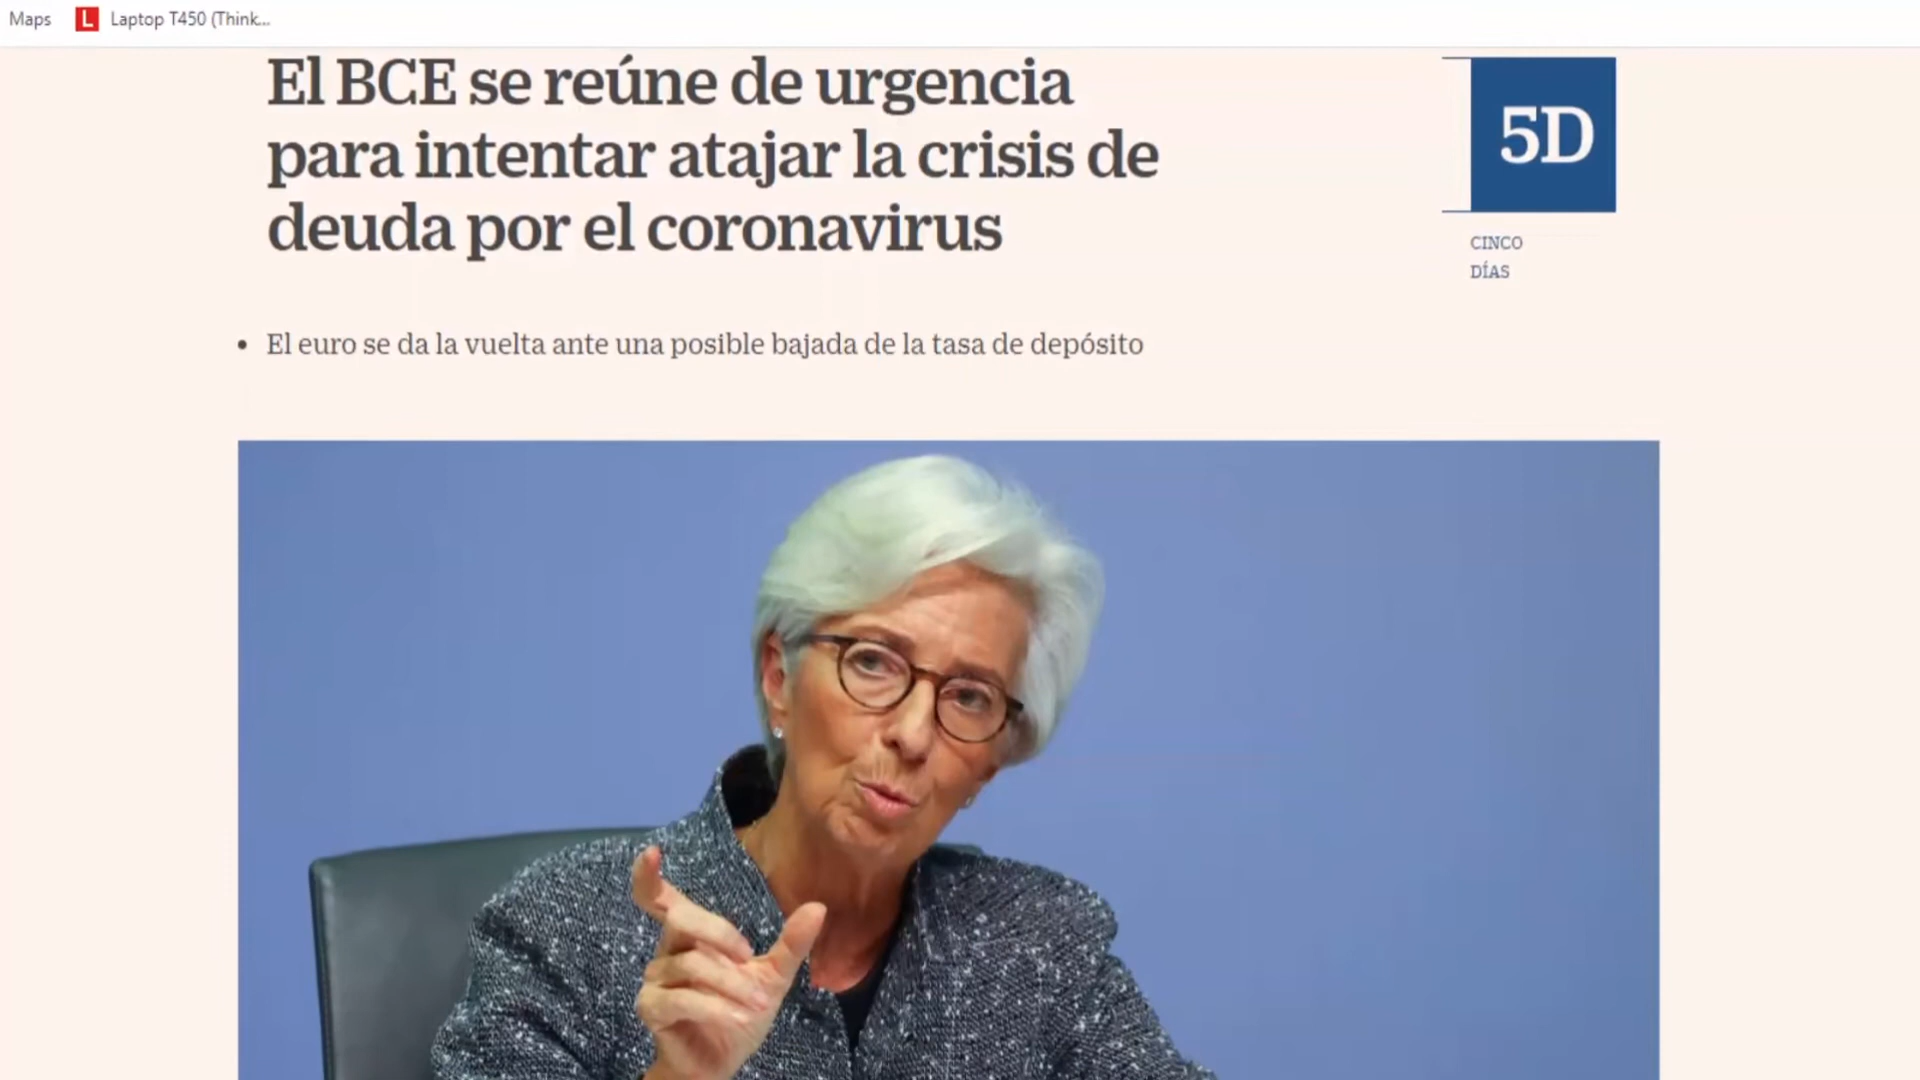 Maps L Laptop T450 (Think...
El BCE se reúne de urgencia
para intentar atajar la crisis de
deuda por el coronavirus
5D
CINCO
DÍAS
• El euro se da la vuelta ante una posible bajada de la tasa de depósito